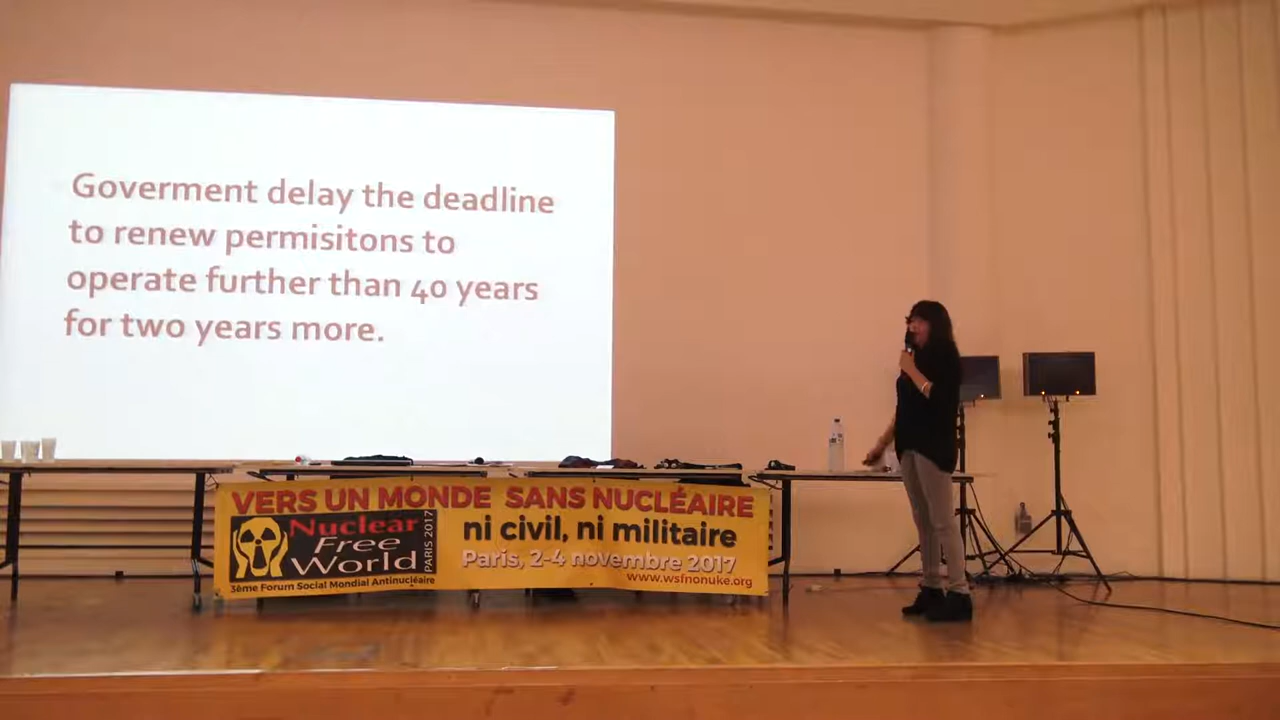 Goverment delay the deadline
to renew permisitons to
operate further than 40 years
for two years more.
VERS UN MONDE SANS NUCLÉAIRE
Nuclear
Free
World
PARIS 2017
3ème Forum Social Mondial Antinucléaire
ni civil, ni militaire
Paris, 2-4 novembre 2017
www.wsfnonuke.org